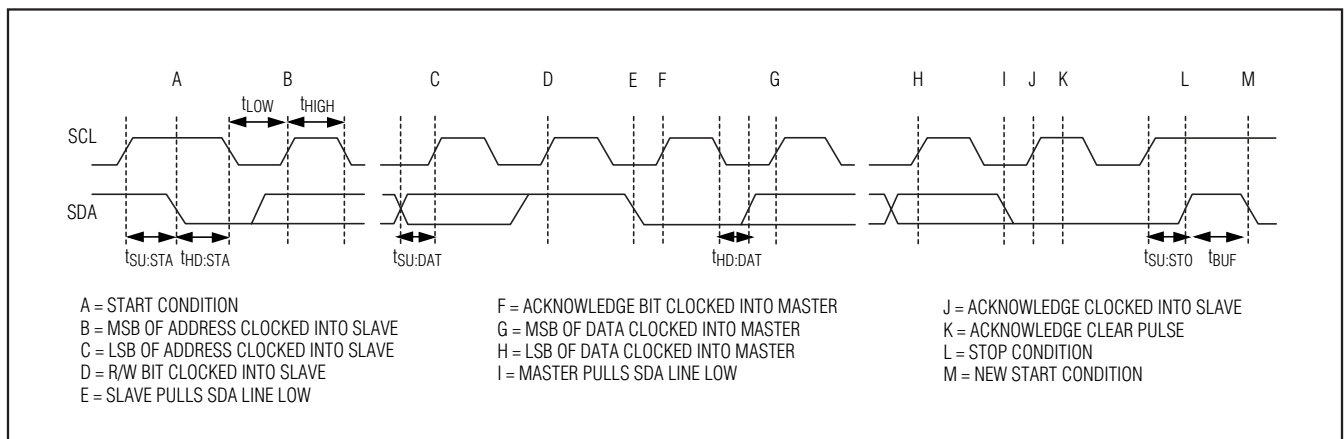 A B C D E F G H I J K L M
tLOW tHIGH
SCL
SDA
tSU:STA tHD:STA tSU:DAT tHD:DAT tSU:STO tBUF
A = START CONDITION
B = MSB OF ADDRESS CLOCKED INTO SLAVE
C = LSB OF ADDRESS CLOCKED INTO SLAVE
D = R/W BIT CLOCKED INTO SLAVE
E = SLAVE PULLS SDA LINE LOW
F = ACKNOWLEDGE BIT CLOCKED INTO MASTER
G = MSB OF DATA CLOCKED INTO MASTER
H = LSB OF DATA CLOCKED INTO MASTER
I = MASTER PULLS SDA LINE LOW
J = ACKNOWLEDGE CLOCKED INTO SLAVE
K = ACKNOWLEDGE CLEAR PULSE
L = STOP CONDITION
M = NEW START CONDITION